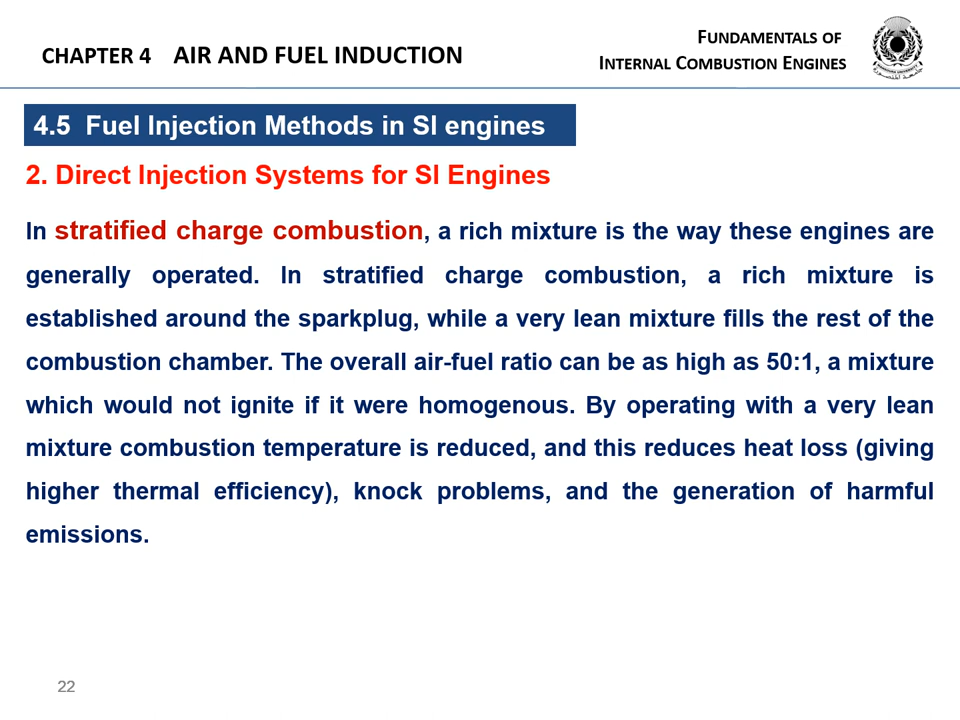 CHAPTER 4 AIR AND FUEL INDUCTION
FUNDAMENTALS OF
INTERNAL COMBUSTION ENGINES
4.5 Fuel Injection Methods in SI engines
2. Direct Injection Systems for SI Engines
In stratified charge combustion, a rich mixture is the way these engines are
generally operated. In stratified charge combustion, a rich mixture is
established around the sparkplug, while a very lean mixture fills the rest of the
combustion chamber. The overall air-fuel ratio can be as high as 50:1, a mixture
which would not ignite if it were homogenous. By operating with a very lean
mixture combustion temperature is reduced, and this reduces heat loss (giving
higher thermal efficiency), knock problems, and the generation of harmful
emissions.
22